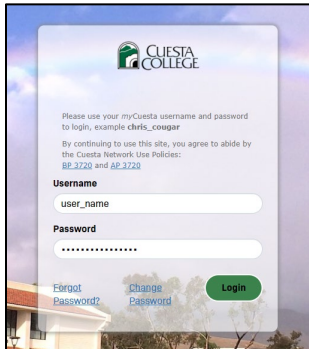 CUESTA
COLLEGE
Please use your myCuesta username and password
to login, example chris_cougar
By continuing to use this site, you agree to abide by
the Cuesta Network Use Policies:
BP 3720 and AP 3720
Username
user_name
Password
••••••••••••••••
Forgot Password?
Change Password
Login